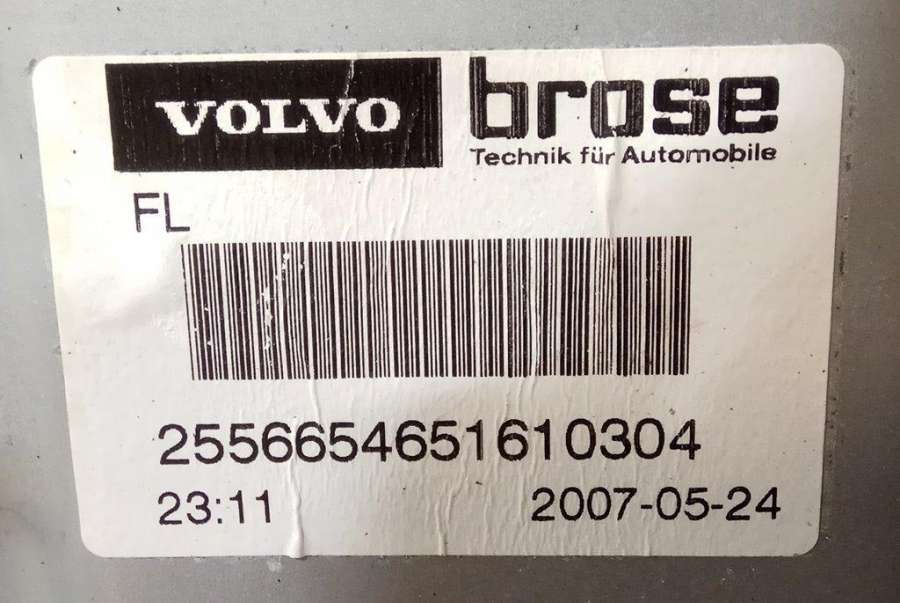 VOLVO
brose
Technik für Automobile
FL
2556654651610304
23:11 2007-05-24